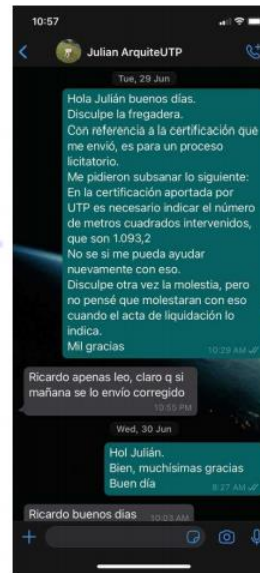 10:57
Julian ArquiteUTP
Tue, 29 Jun
Hola Julián buenos días.
Disculpe la fregadera.
Con referencia a la certificación que
me envió, es para un proceso
licitatorio.
Me pidieron subsanar lo siguiente:
En la certificación aportada por
UTP es necesario indicar el número
de metros cuadrados intervenidos,
que son 1.093,2
No se si me pueda ayudar
nuevamente con eso.
Disculpe otra vez la molestia, pero
no pensé que molestaran con eso
cuando el acta de liquidación lo
indica.
Mil gracias
10:29 AM
Ricardo apenas leo, claro q si
mañana se lo envío corregido
10:55 PM
Wed, 30 Jun
Hol Julián.
Bien, muchísimas gracias
Buen día
8:27 AM
Ricardo buenos dias
10:03 AM